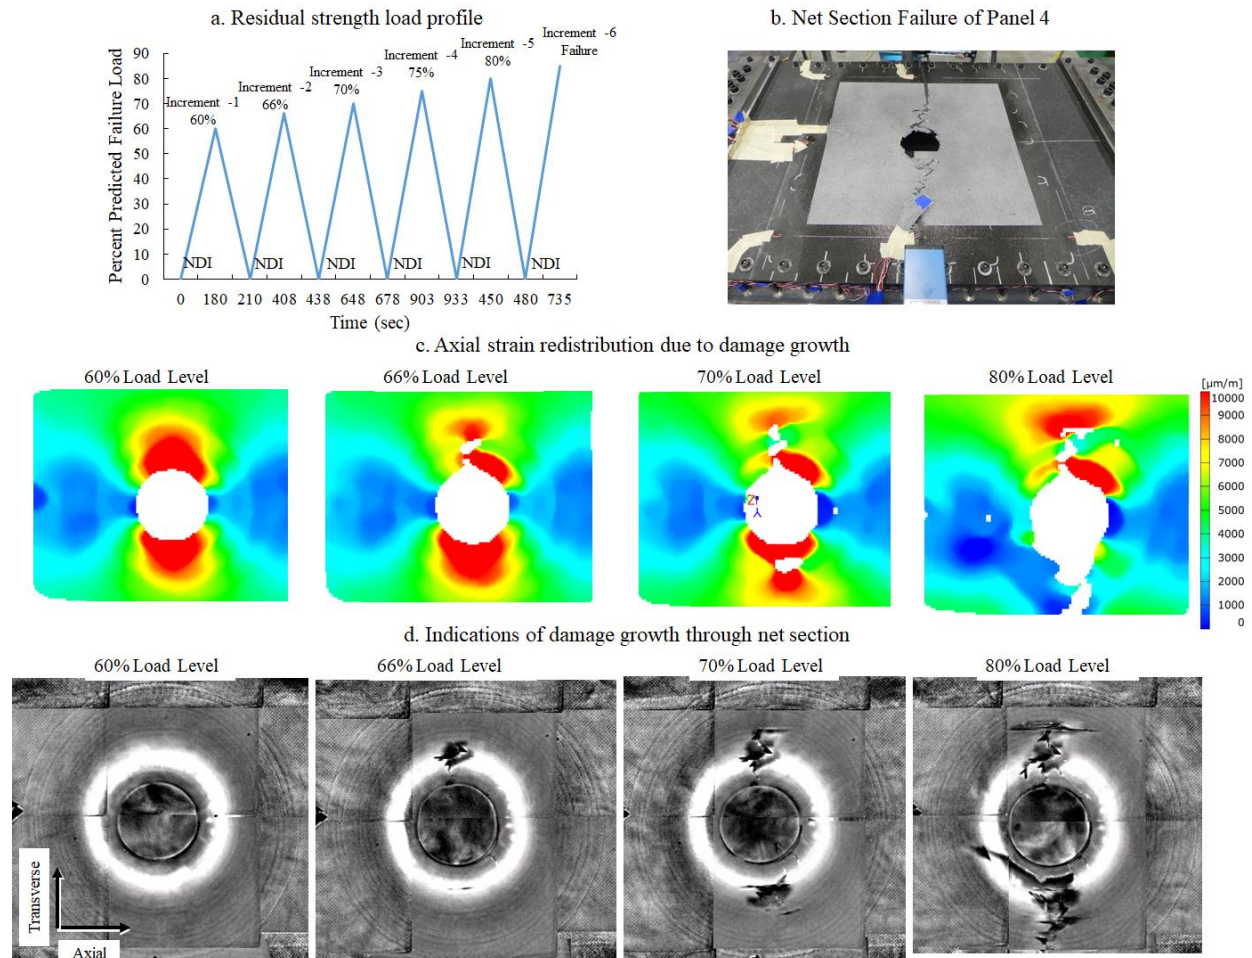 a. Residual strength load profile
b. Net Section Failure of Panel 4
Percent Predicted Failure Load
90
80
70
60
50
40
30
20
10
0
Increment -1
60%
Increment -2
66%
Increment -3
70%
Increment -4
75%
Increment -5
80%
Increment -6
Failure
NDI
NDI
NDI
NDI
NDI
NDI
0 180 210 408 438 648 678 903 933 450 480 735
Time (sec)
c. Axial strain redistribution due to damage growth
60% Load Level
66% Load Level
70% Load Level
80% Load Level
[µm/m]
10000
9000
8000
7000
6000
5000
4000
3000
2000
1000
0
Z
Y
d. Indications of damage growth through net section
60% Load Level
66% Load Level
70% Load Level
80% Load Level
Transverse
Axial